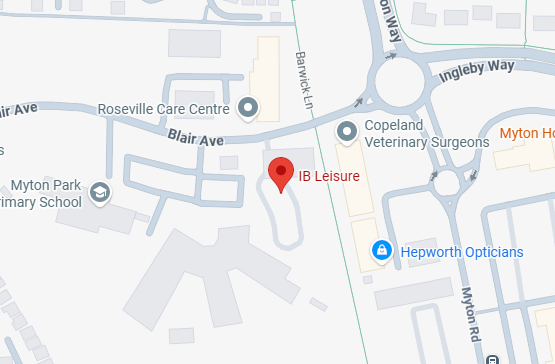 on Way
Ingleby Way
Barwick Ln
Roseville Care Centre
lair Ave
Blair Ave
Copeland
Veterinary Surgeons
Myton Ho
s
IB Leisure
Myton Park
rimary School
Hepworth Opticians
Myton Rd